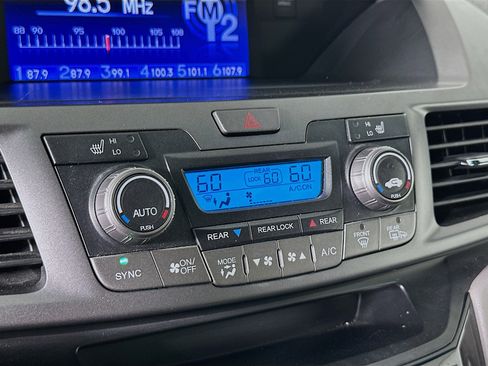 98.5 MHz FM 2
88 90 100 108
1 87.9 2 87.9 3 99.1 4 100.3 5 101.1 6 107.9
HI
LO
HI
LO
REAR
60 LOCK 60 60
A/C ON
AUTO
PUSH
PUSH
REAR REAR LOCK REAR
SYNC ON/OFF MODE A/C FRONT REAR